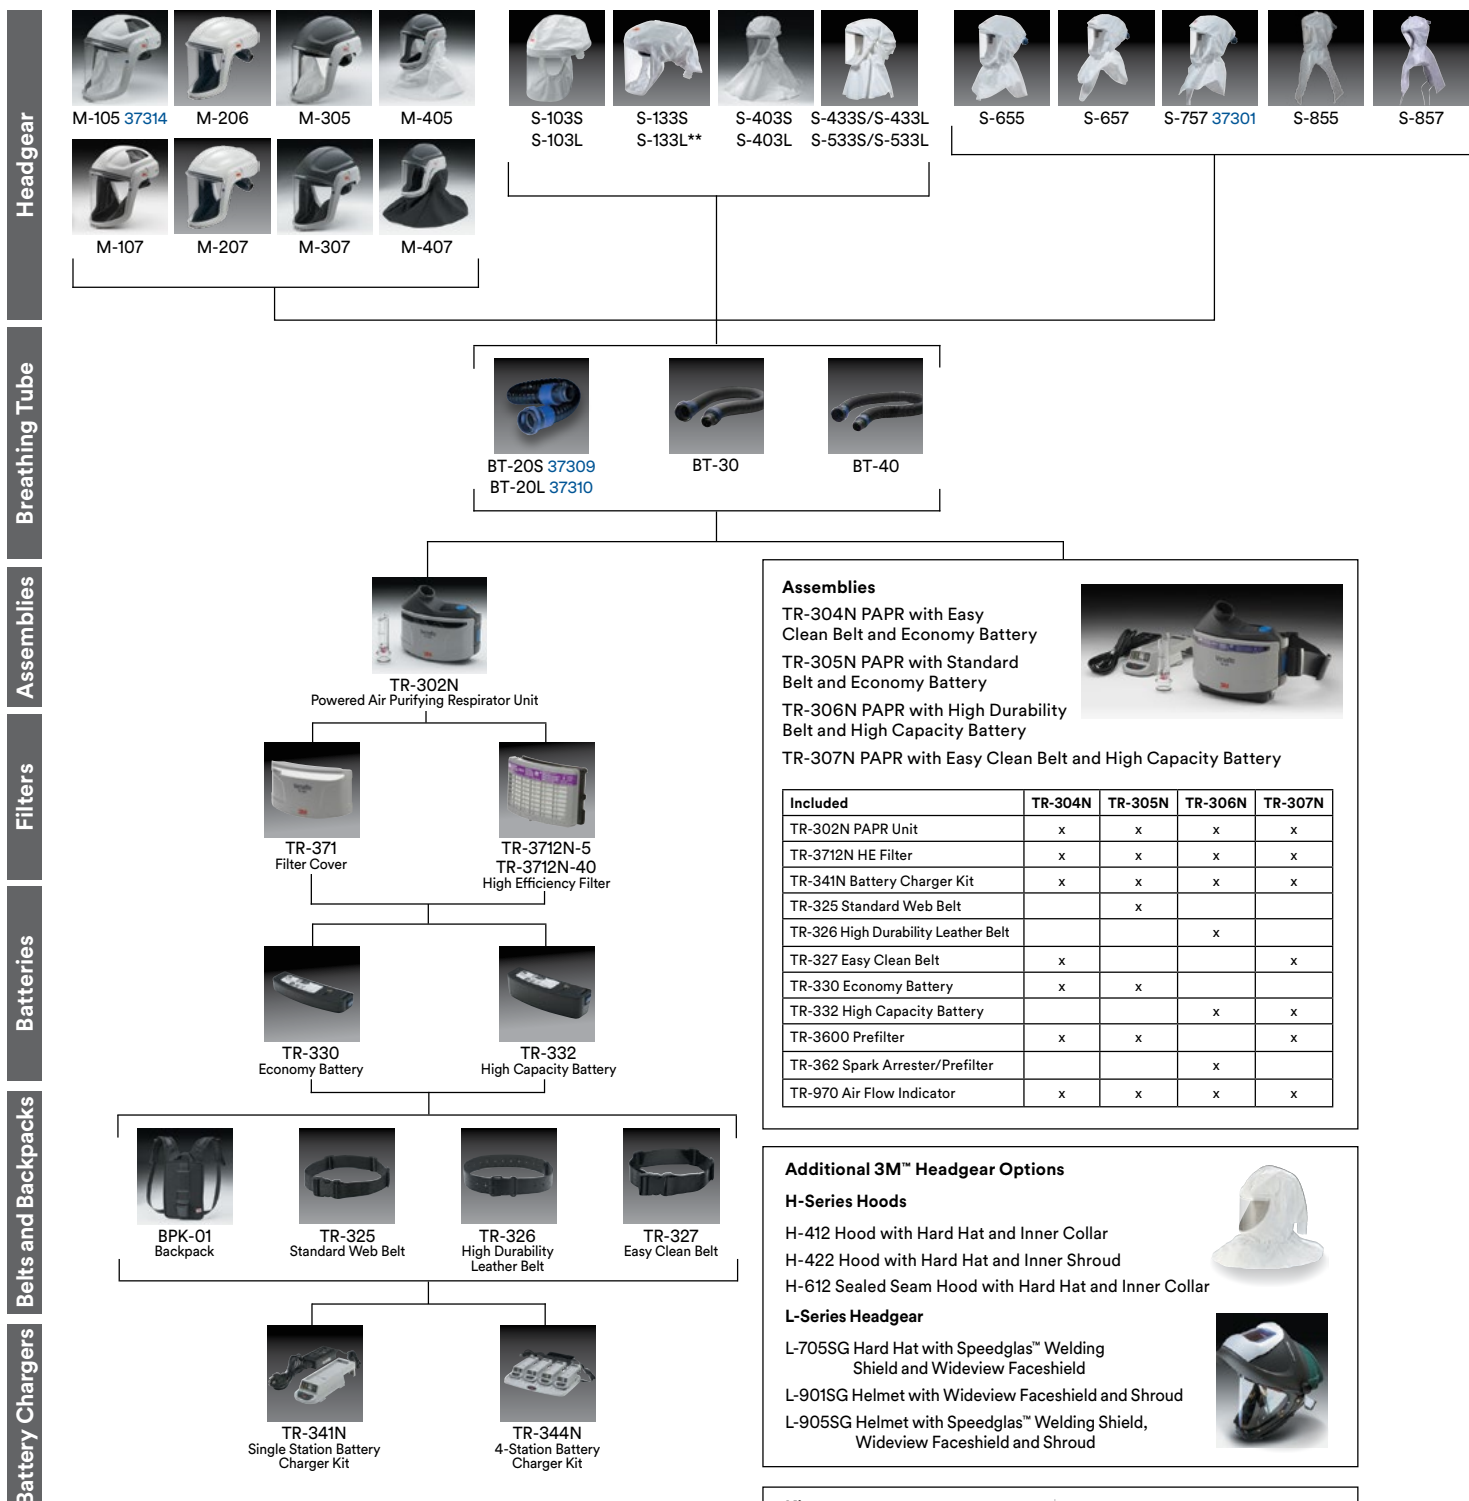 Headgear
M-105 37314 M-206 M-305 M-405
M-107 M-207 M-307 M-407
S-103S S-133S S-403S S-433S/S-433L
S-103L S-133L** S-403L S-533S/S-533L
S-655 S-657 S-757 37301 S-855 S-857
Breathing Tube
BT-20S 37309 BT-30 BT-40
BT-20L 37310
Assemblies
TR-302N
Powered Air Purifying Respirator Unit
Filters
TR-371
Filter Cover
TR-3712N-5
TR-3712N-40
High Efficiency Filter
Batteries
TR-330
Economy Battery
TR-332
High Capacity Battery
Belts and Backpacks
BPK-01
Backpack
TR-325
Standard Web Belt
TR-326
High Durability
Leather Belt
TR-327
Easy Clean Belt
Battery Chargers
TR-341N
Single Station Battery
Charger Kit
TR-344N
4-Station Battery
Charger Kit
Assemblies
TR-304N PAPR with Easy
Clean Belt and Economy Battery
TR-305N PAPR with Standard
Belt and Economy Battery
TR-306N PAPR with High Durability
Belt and High Capacity Battery
TR-307N PAPR with Easy Clean Belt and High Capacity Battery
Included TR-304N TR-305N TR-306N TR-307N
TR-302N PAPR Unit x x x x
TR-3712N HE Filter x x x x
TR-341N Battery Charger Kit x x x x
TR-325 Standard Web Belt x
TR-326 High Durability Leather Belt x
TR-327 Easy Clean Belt x x
TR-330 Economy Battery x x
TR-332 High Capacity Battery x x
TR-3600 Prefilter x x x
TR-362 Spark Arrester/Prefilter x
TR-970 Air Flow Indicator x x x x
Additional 3M™ Headgear Options
H-Series Hoods
H-412 Hood with Hard Hat and Inner Collar
H-422 Hood with Hard Hat and Inner Shroud
H-612 Sealed Seam Hood with Hard Hat and Inner Collar
L-Series Headgear
L-705SG Hard Hat with Speedglas™ Welding
Shield and Wideview Faceshield
L-901SG Helmet with Wideview Faceshield and Shroud
L-905SG Helmet with Speedglas™ Welding Shield,
Wideview Faceshield and Shroud